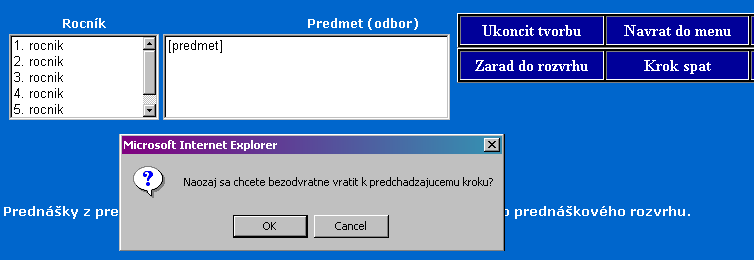 Rocník
Predmet (odbor)
1. rocnik
2. rocnik
3. rocnik
4. rocnik
5. rocnik
[predmet]
Ukoncit tvorbu
Navrat do menu
Zarad do rozvrhu
Krok spat
Microsoft Internet Explorer
Naozaj sa chcete bezodvratne vratit k predchadzajucemu kroku?
OK
Cancel
Prednášky z pre
o prednáškového rozvrhu.